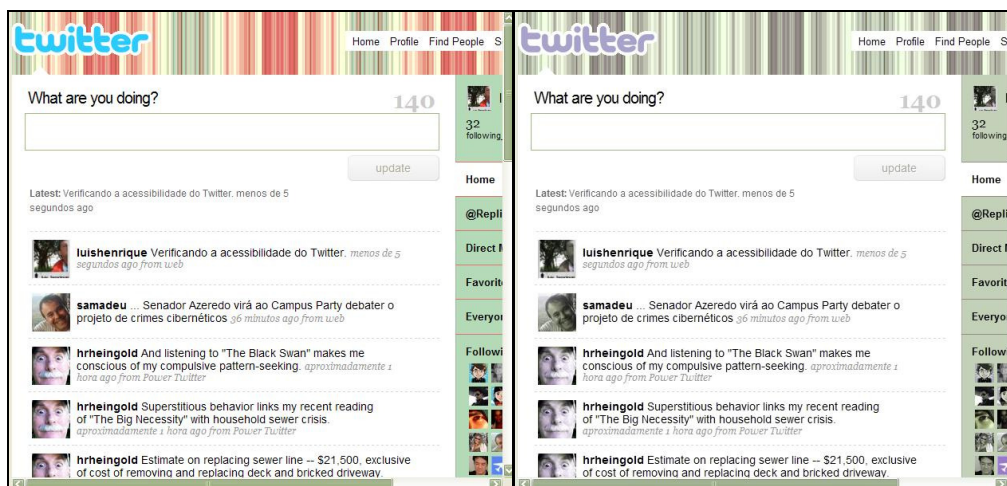 twitter
Home Profile Find People S
What are you doing?
140
update
Latest: Verificando a acessibilidade do Twitter. menos de 5
segundos ago
luishenrique Verificando a acessibilidade do Twitter. menos de 5
segundos ago from web
samadeu ... Senador Azeredo virá ao Campus Party debater o
projeto de crimes cibernéticos 36 minutos ago from web
hrheingold And listening to "The Black Swan" makes me
conscious of my compulsive pattern-seeking. aproximadamente 1
hora ago from Power Twitter
hrheingold Superstitious behavior links my recent reading
of "The Big Necessity" with household sewer crisis.
aproximadamente 1 hora ago from Power Twitter
hrheingold Estimate on replacing sewer line -- $21,500, exclusive
of cost of removing and replacing deck and bricked driveway.
32
following
Home
@Repli
Direct M
Favorit
Everyon
Followi
twitter
Home Profile Find People S
What are you doing?
140
update
Latest: Verificando a acessibilidade do Twitter. menos de 5
segundos ago
luishenrique Verificando a acessibilidade do Twitter. menos de 5
segundos ago from web
samadeu ... Senador Azeredo virá ao Campus Party debater o
projeto de crimes cibernéticos 36 minutos ago from web
hrheingold And listening to "The Black Swan" makes me
conscious of my compulsive pattern-seeking. aproximadamente 1
hora ago from Power Twitter
hrheingold Superstitious behavior links my recent reading
of "The Big Necessity" with household sewer crisis.
aproximadamente 1 hora ago from Power Twitter
hrheingold Estimate on replacing sewer line -- $21,500, exclusive
of cost of removing and replacing deck and bricked driveway.
32
following
Home
@Repli
Direct M
Favorit
Everyon
Followi